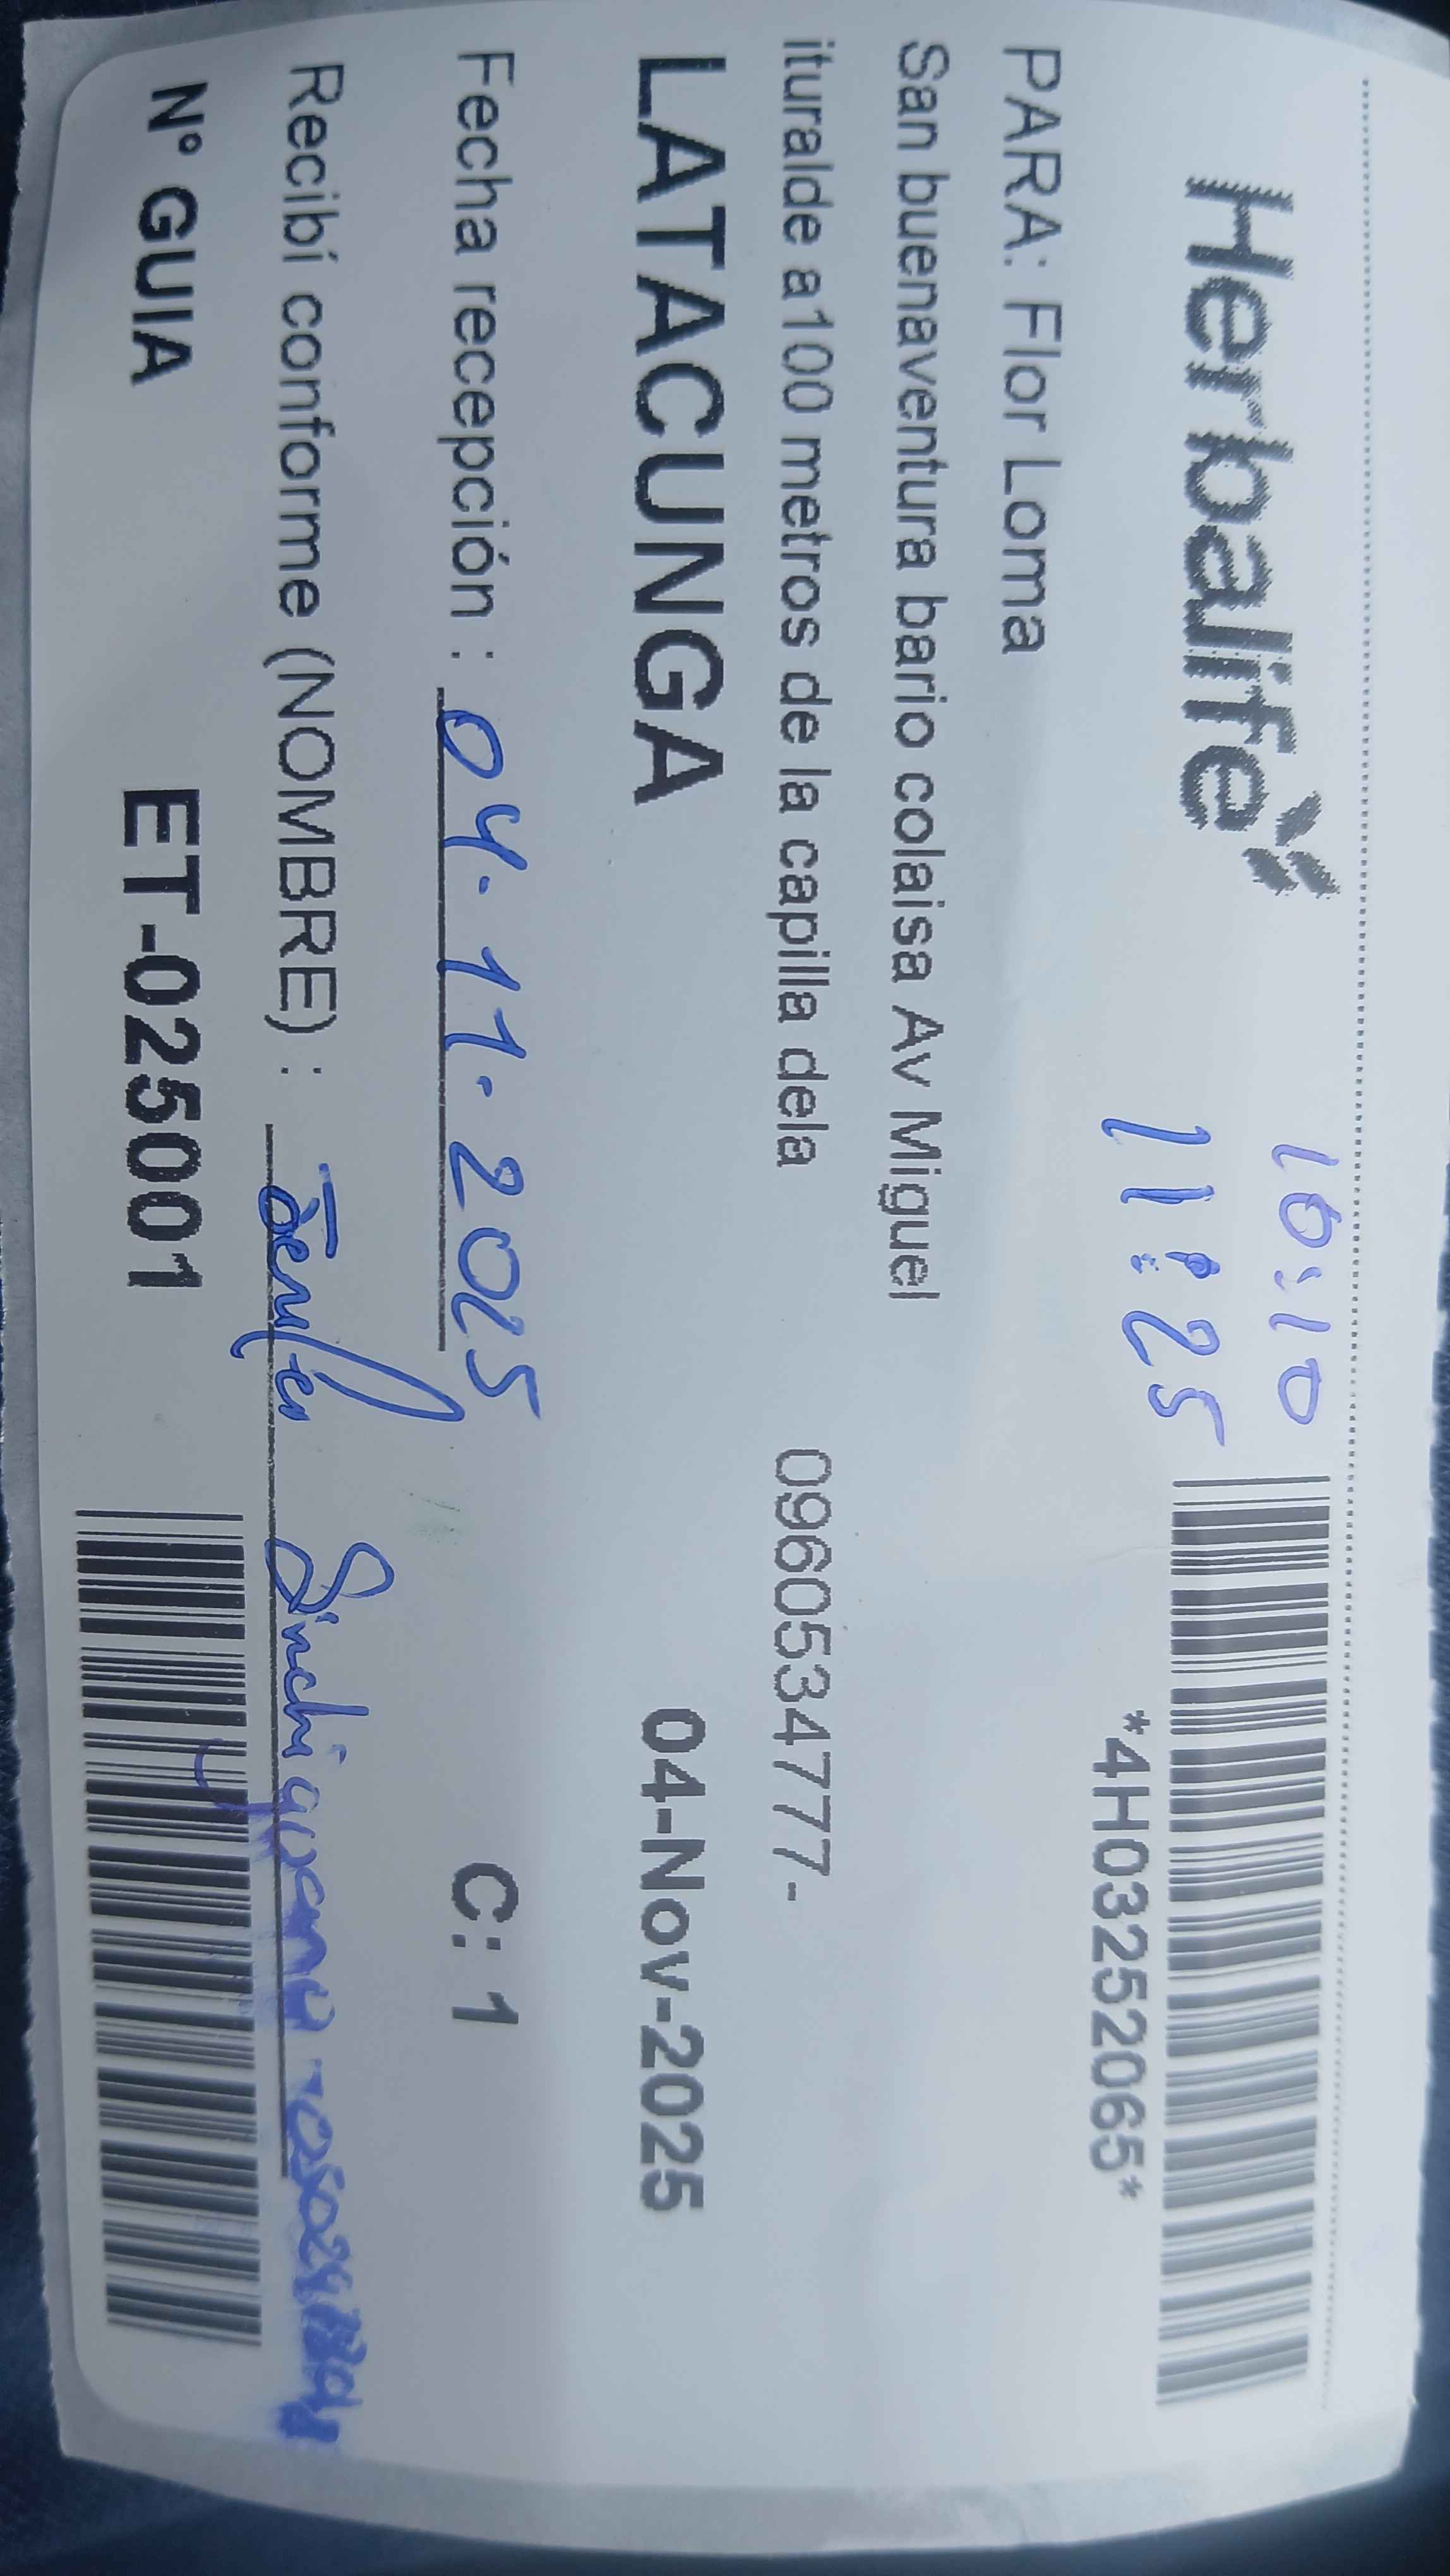 Herbalife
10:10
11:25
*4H03252065*
PARA: Flor Loma
San buenaventura bario colaisa Av Miguel
ituralde a100 metros de la capilla dela 0960534777-
LATACUNGA 04-Nov-2025
Fecha recepción : 04.11.2025 C: 1
Recibí conforme (NOMBRE) : Sinchiguano
N° GUIA ET-025001